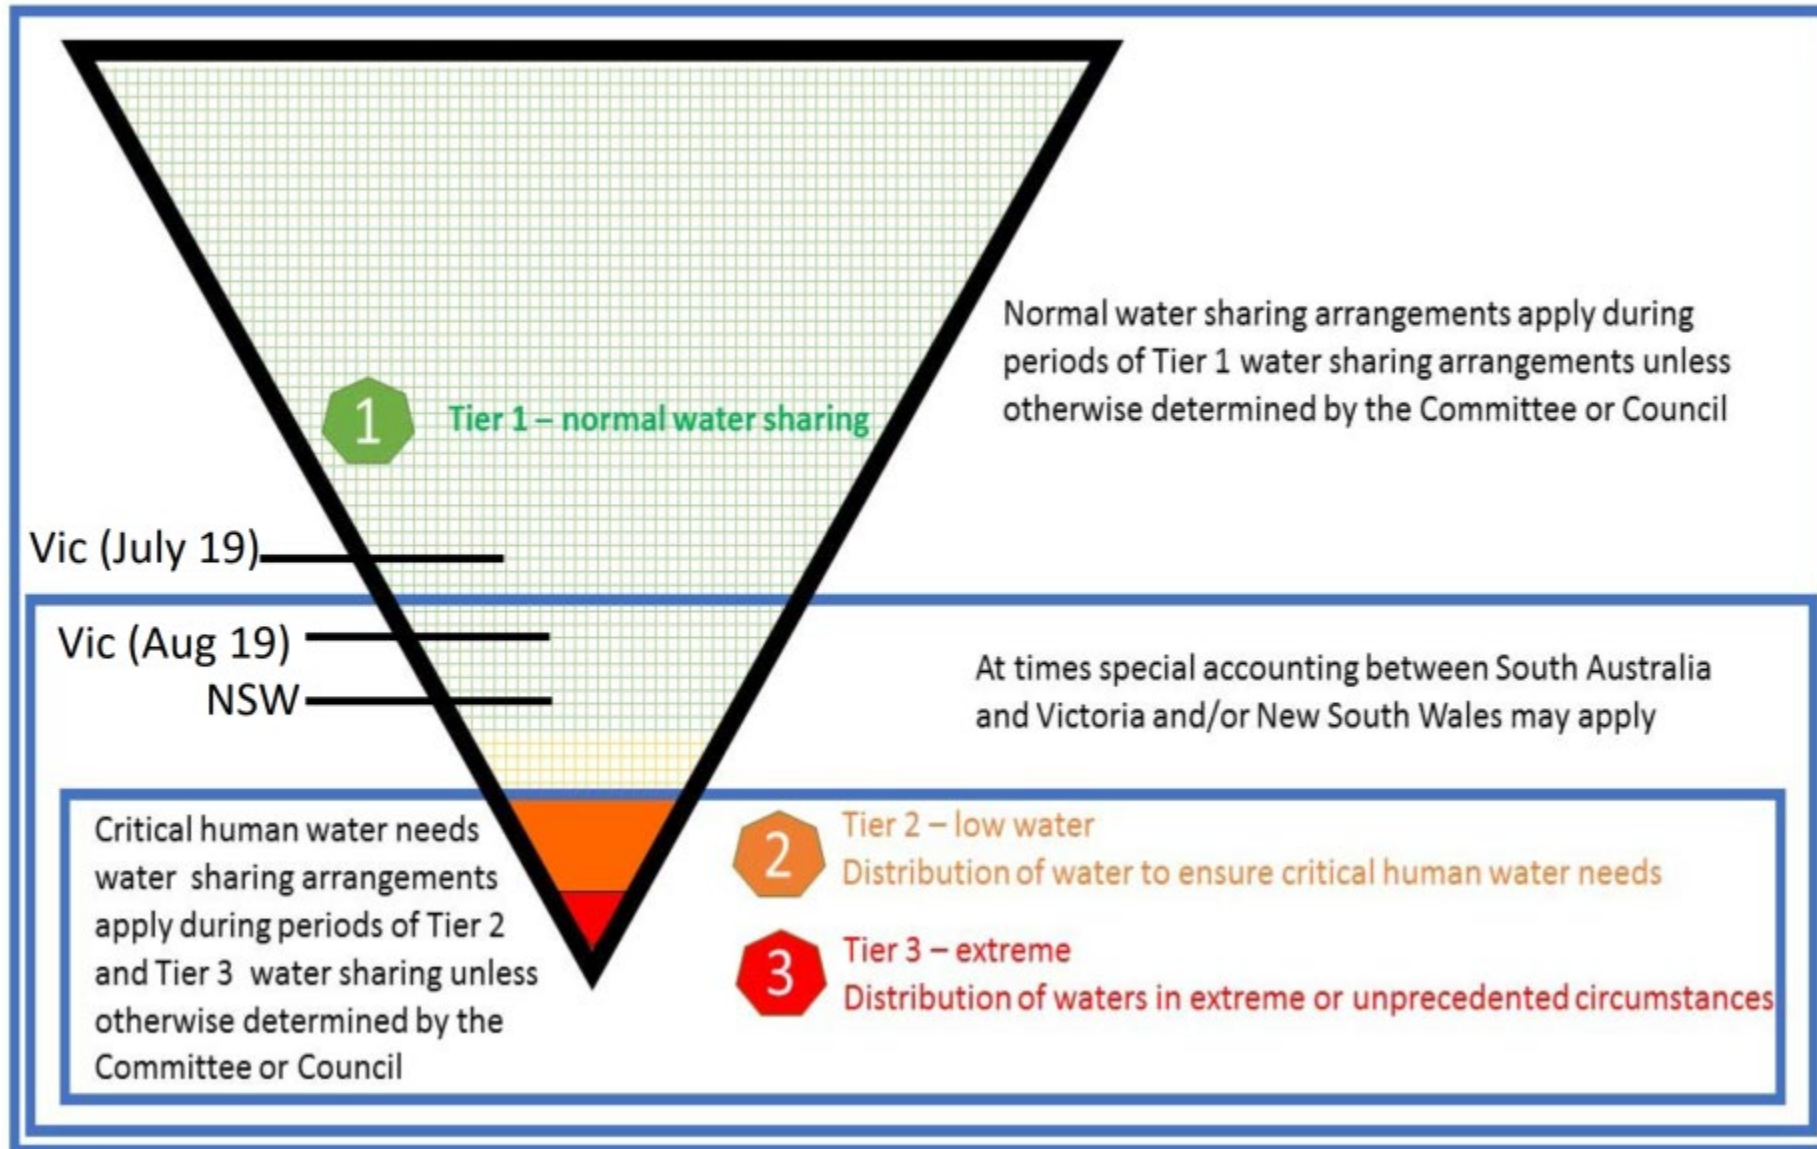 Normal water sharing arrangements apply during
periods of Tier 1 water sharing arrangements unless
otherwise determined by the Committee or Council
1
Tier 1 – normal water sharing
Vic (July 19)
Vic (Aug 19)
NSW
At times special accounting between South Australia
and Victoria and/or New South Wales may apply
Critical human water needs
water sharing arrangements
apply during periods of Tier 2
and Tier 3 water sharing unless
otherwise determined by the
Committee or Council
2
Tier 2 – low water
Distribution of water to ensure critical human water needs
3
Tier 3 – extreme
Distribution of waters in extreme or unprecedented circumstances